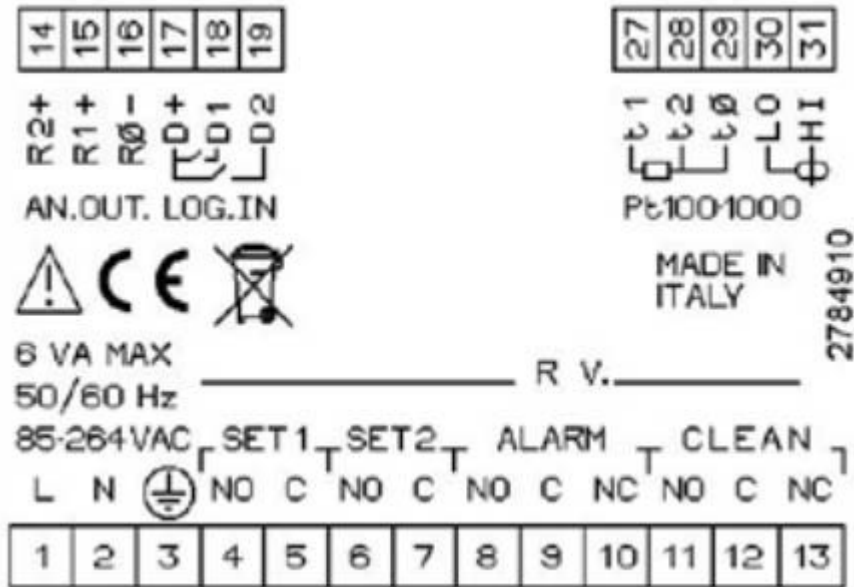 14 15 16 17 18 19
27 28 29 30 31
R2+ R1+ RØ- D+ D1 D2
t1 t2 tØ LO HI
AN.OUT. LOG.IN
Pt100-1000
CE
MADE IN
ITALY
2784910
6 VA MAX
50/60 Hz
R V.
85-264 VAC SET1 SET2 ALARM CLEAN
L N NO C NO C NO C NC NO C NC
1 2 3 4 5 6 7 8 9 10 11 12 13